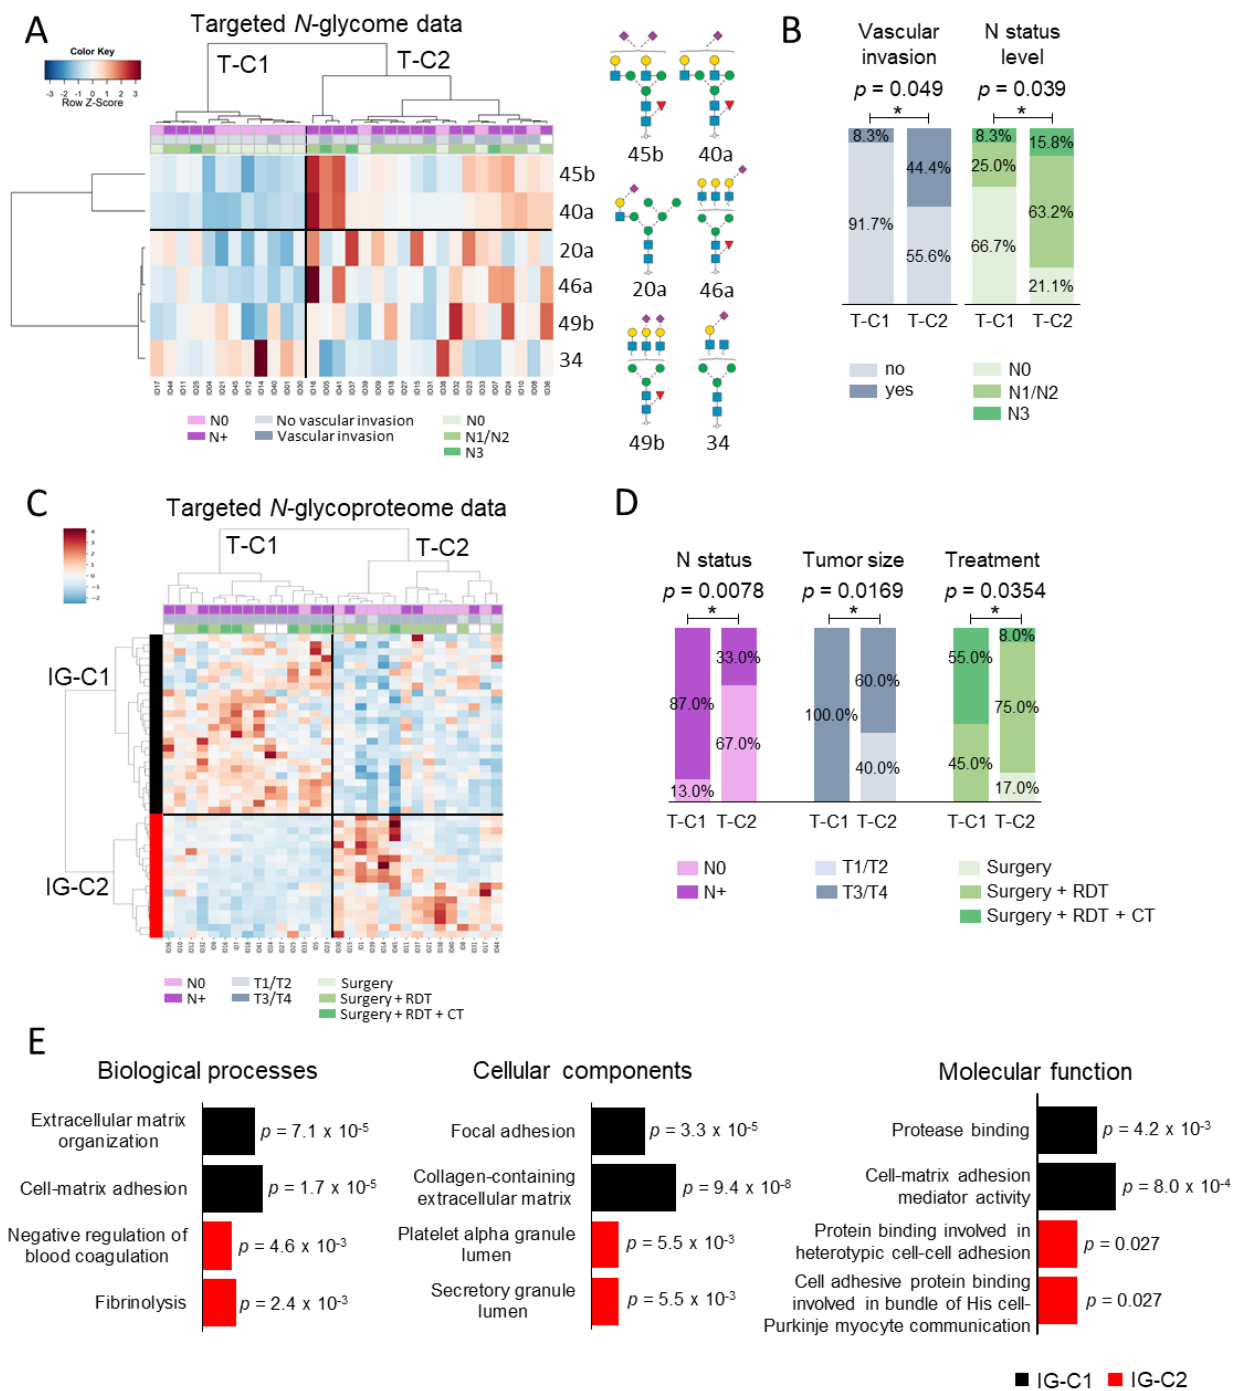 A
Targeted N-glycome data
Color Key
-3 -2 -1 0 1 2 3
Row Z-Score
T-C1
T-C2
45b
40a
20a
46a
49b
34
N0
N+
No vascular invasion
Vascular invasion
N0
N1/N2
N3
45b
40a
20a
46a
49b
34
B
Vascular
invasion
p = 0.049
*
8.3%
44.4%
91.7%
55.6%
T-C1
T-C2
no
yes
N status
level
p = 0.039
*
8.3%
15.8%
25.0%
63.2%
66.7%
21.1%
T-C1
T-C2
N0
N1/N2
N3
C
Targeted N-glycoproteome data
4
3
2
1
0
-1
-2
T-C1
T-C2
IG-C1
IG-C2
N0
N+
T1/T2
T3/T4
Surgery
Surgery + RDT
Surgery + RDT + CT
D
N status
p = 0.0078
*
33.0%
87.0%
67.0%
13.0%
T-C1 T-C2
N0
N+
Tumor size
p = 0.0169
*
60.0%
100.0%
40.0%
T-C1 T-C2
T1/T2
T3/T4
Treatment
p = 0.0354
*
8.0%
55.0%
75.0%
45.0%
17.0%
T-C1 T-C2
Surgery
Surgery + RDT
Surgery + RDT + CT
E
Biological processes
Extracellular matrix
organization
p = 7.1 x 10-5
Cell-matrix adhesion
p = 1.7 x 10-5
Negative regulation of
blood coagulation
p = 4.6 x 10-3
Fibrinolysis
p = 2.4 x 10-3
Cellular components
Focal adhesion
p = 3.3 x 10-5
Collagen-containing
extracellular matrix
p = 9.4 x 10-8
Platelet alpha granule
lumen
p = 5.5 x 10-3
Secretory granule
lumen
p = 5.5 x 10-3
Molecular function
Protease binding
p = 4.2 x 10-3
Cell-matrix adhesion
mediator activity
p = 8.0 x 10-4
Protein binding involved in
heterotypic cell-cell adhesion
p = 0.027
Cell adhesive protein binding
involved in bundle of His cell-
Purkinje myocyte communication
p = 0.027
IG-C1
IG-C2